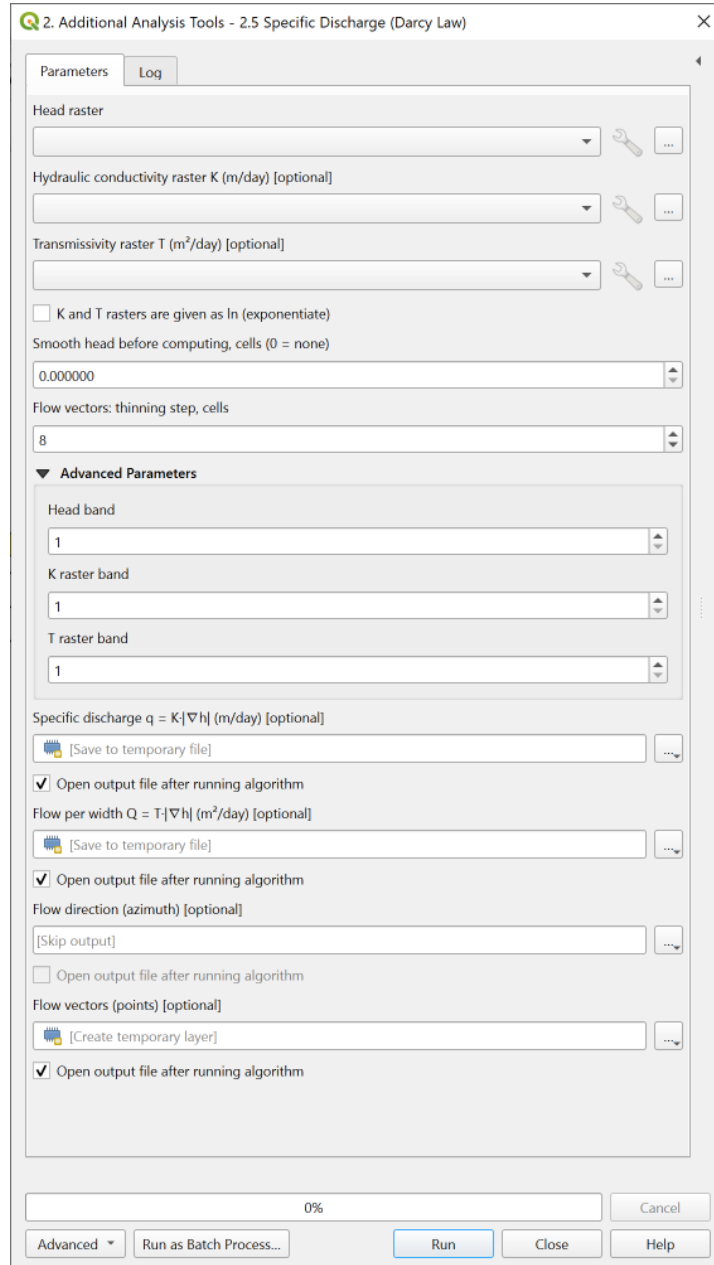 2. Additional Analysis Tools - 2.5 Specific Discharge (Darcy Law)
Parameters
Log
Head raster
...
Hydraulic conductivity raster K (m/day) [optional]
...
Transmissivity raster T (m²/day) [optional]
...
K and T rasters are given as ln (exponentiate)
Smooth head before computing, cells (0 = none)
0.000000
Flow vectors: thinning step, cells
8
Advanced Parameters
Head band
1
K raster band
1
T raster band
1
Specific discharge q = K·|∇h| (m/day) [optional]
[Save to temporary file]
...
Open output file after running algorithm
Flow per width Q = T·|∇h| (m²/day) [optional]
[Save to temporary file]
...
Open output file after running algorithm
Flow direction (azimuth) [optional]
[Skip output]
...
Open output file after running algorithm
Flow vectors (points) [optional]
[Create temporary layer]
...
Open output file after running algorithm
0%
Cancel
Advanced
Run as Batch Process...
Run
Close
Help